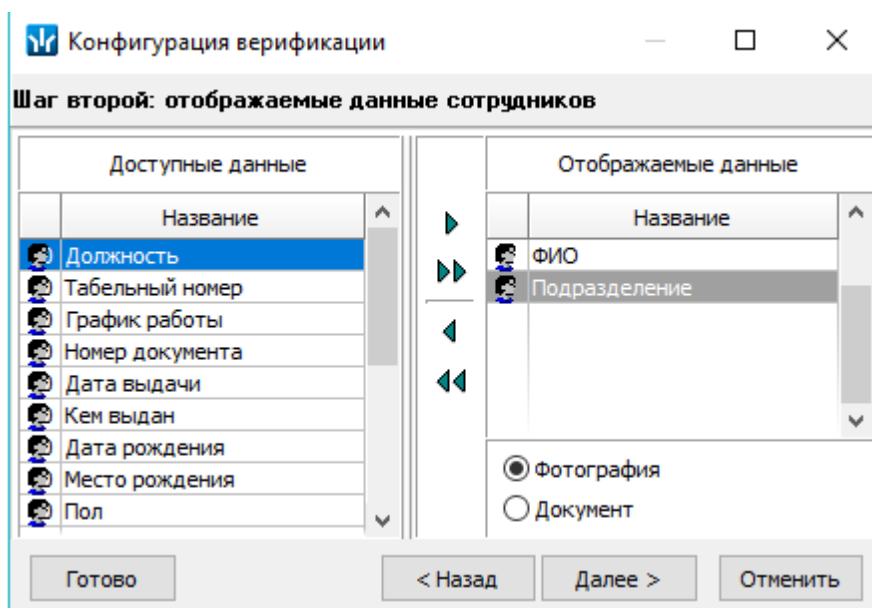 Конфигурация верификации
Шаг второй: отображаемые данные сотрудников
Доступные данные
Название
Должность
Табельный номер
График работы
Номер документа
Дата выдачи
Кем выдан
Дата рождения
Место рождения
Пол
Отображаемые данные
Название
ФИО
Подразделение
Фотография
Документ
Готово
< Назад
Далее >
Отменить